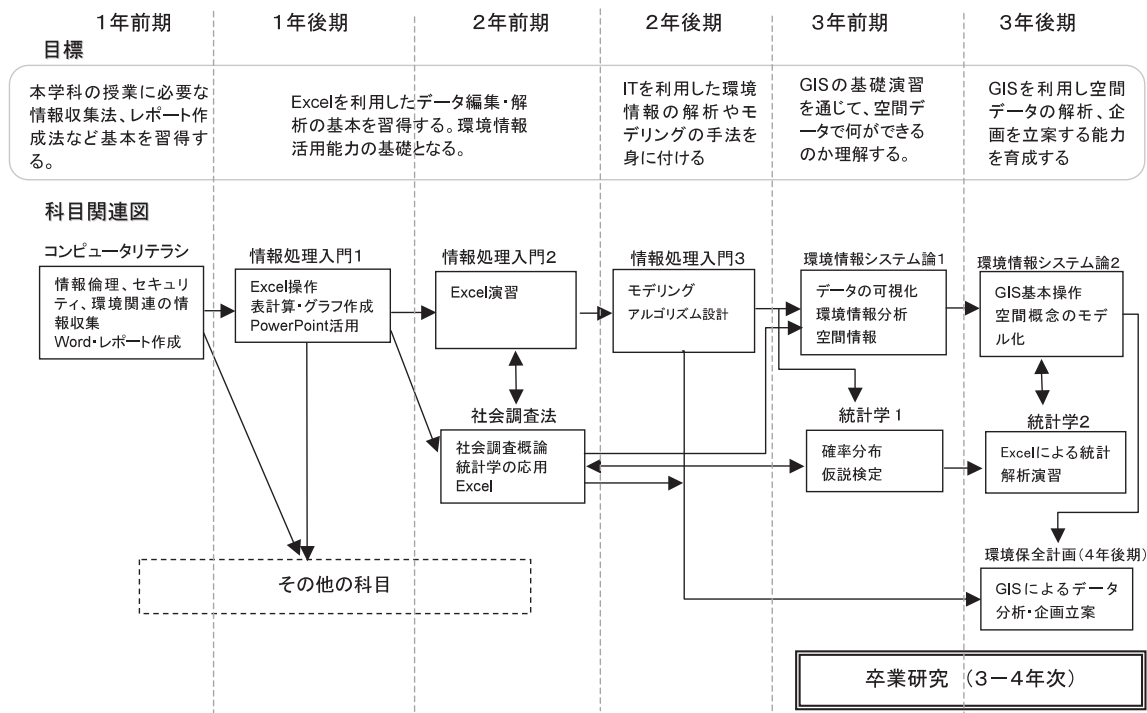 1年前期
1年後期
2年前期
2年後期
3年前期
3年後期
目標
本学科の授業に必要な
情報収集法、レポート作
成法など基本を習得す
る。
Excelを利用したデータ編集・解
析の基本を習得する。環境情報
活用能力の基礎となる。
ITを利用した環境
情報の解析やモ
デリングの手法を
身に付ける
GISの基礎演習
を通じて、空間デ
ータで何ができる
のか理解する。
GISを利用し空間
データの解析、企
画を立案する能力
を育成する
科目関連図
コンピュータリテラシ
情報倫理、セキュリ
ティ、環境関連の情
報収集
Word・レポート作成
情報処理入門1
Excel操作
表計算・グラフ作成
PowerPoint活用
情報処理入門2
Excel演習
情報処理入門3
モデリング
アルゴリズム設計
環境情報システム論1
データの可視化
環境情報分析
空間情報
環境情報システム論2
GIS基本操作
空間概念のモデ
ル化
社会調査法
社会調査概論
統計学の応用
Excel
統計学1
確率分布
仮説検定
統計学2
Excelによる統計
解析演習
その他の科目
環境保全計画(4年後期)
GISによるデータ
分析・企画立案
卒業研究 (3-4年次)